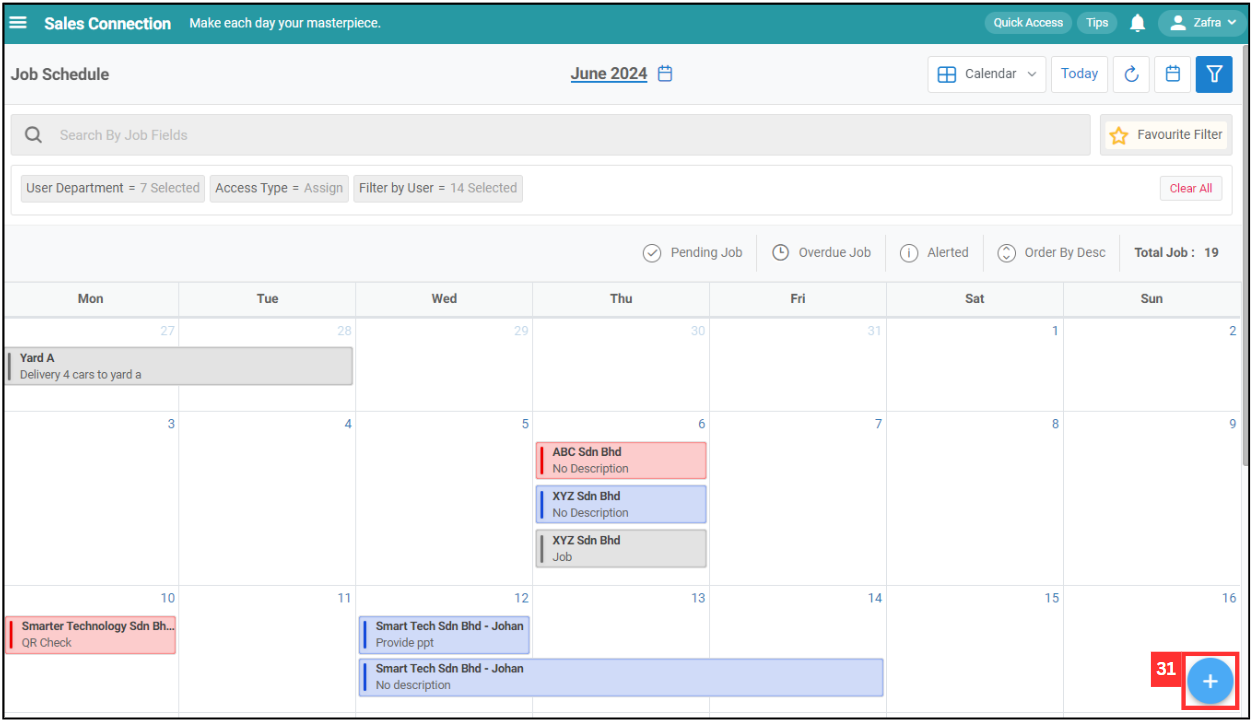 Sales Connection Make each day your masterpiece. Quick Access Tips Zafra
Job Schedule June 2024 Calendar Today
Search By Job Fields Favourite Filter
User Department = 7 Selected Access Type = Assign Filter by User = 14 Selected Clear All
Pending Job Overdue Job Alerted Order By Desc Total Job : 19
Mon Tue Wed Thu Fri Sat Sun
27 28 29 30 31 1 2
Yard A
Delivery 4 cars to yard a
3 4 5 6 7 8 9
ABC Sdn Bhd
No Description
XYZ Sdn Bhd
No Description
XYZ Sdn Bhd
Job
10 11 12 13 14 15 16
Smarter Technology Sdn Bh... Smart Tech Sdn Bhd - Johan
QR Check Provide ppt
Smart Tech Sdn Bhd - Johan
No description
31